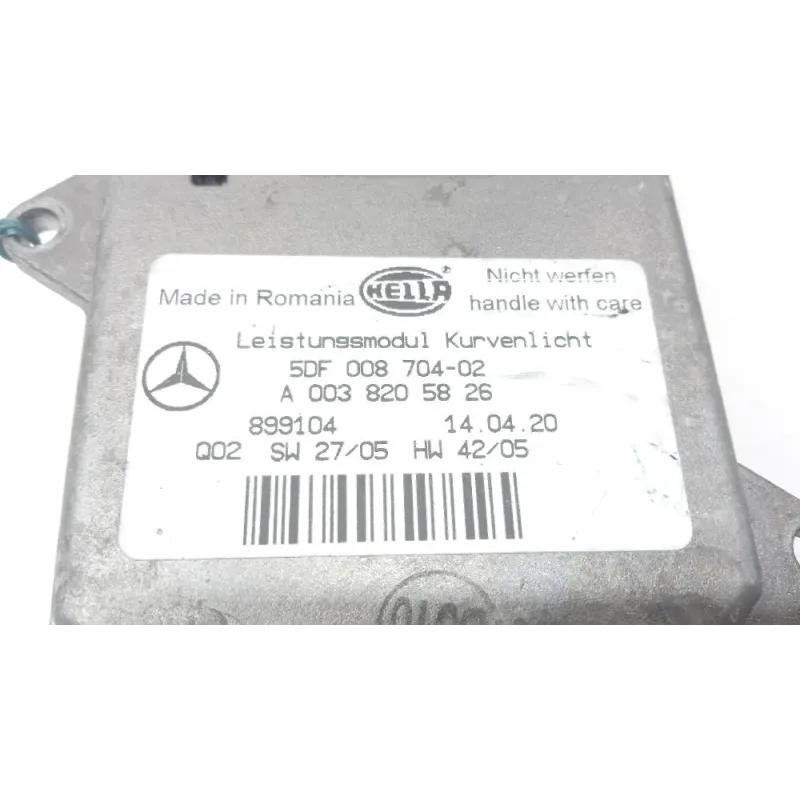 Made in Romania HELLA ® Nicht werfen
handle with care
Leistungsmodul Kurvenlicht
5DF 008 704-02
A 003 820 58 26
899104 14.04.20
Q02 SW 27/05 HW 42/05